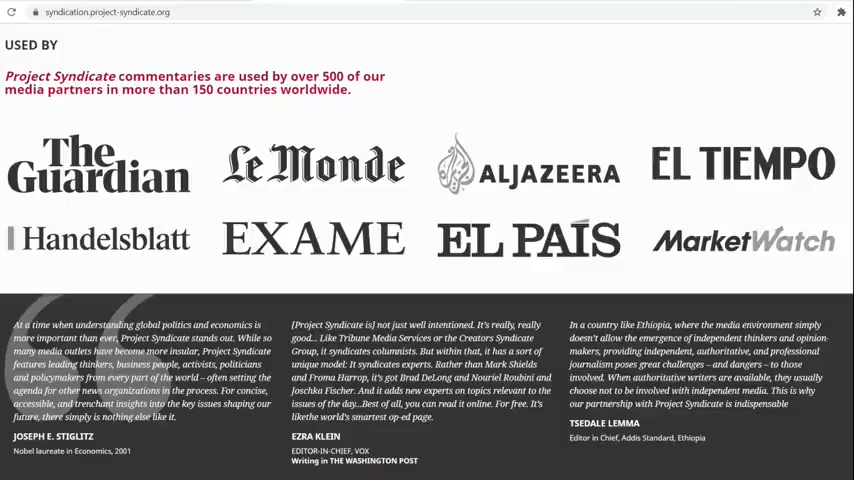 syndication.project-syndicate.org
USED BY
Project Syndicate commentaries are used by over 500 of our
media partners in more than 150 countries worldwide.
The Guardian
Le Monde
ALJAZEERA
EL TIEMPO
Handelsblatt
EXAME
EL PAÍS
MarketWatch
At a time when understanding global politics and economics is
more important than ever, Project Syndicate stands out. While so
many media outlets have become more insular, Project Syndicate
features leading thinkers, business people, activists, politicians
and policymakers from every part of the world – often setting the
agenda for other news organizations in the process. For concise,
accessible, and trenchant insights into the key issues shaping our
future, there simply is nothing else like it.
JOSEPH E. STIGLITZ
Nobel laureate in Economics, 2001
[Project Syndicate is] not just well intentioned. It's really, really
good... Like Tribune Media Services or the Creators Syndicate
Group, it syndicates columnists. But within that, it has a sort of
unique model: It syndicates experts. Rather than Mark Shields
and Froma Harrop, it's got Brad DeLong and Nouriel Roubini and
Joschka Fischer. And it adds new experts on topics relevant to the
issues of the day...Best of all, you can read it online. For free. It's
likethe world's smartest op-ed page.
EZRA KLEIN
EDITOR-IN-CHIEF, VOX
Writing in THE WASHINGTON POST
In a country like Ethiopia, where the media environment simply
doesn't allow the emergence of independent thinkers and opinion-
makers, providing independent, authoritative, and professional
journalism poses great challenges – and dangers – to those
involved. When authoritative writers are available, they usually
choose not to be involved with independent media. This is why
our partnership with Project Syndicate is indispensable
TSEDALE LEMMA
Editor in Chief, Addis Standard, Ethiopia